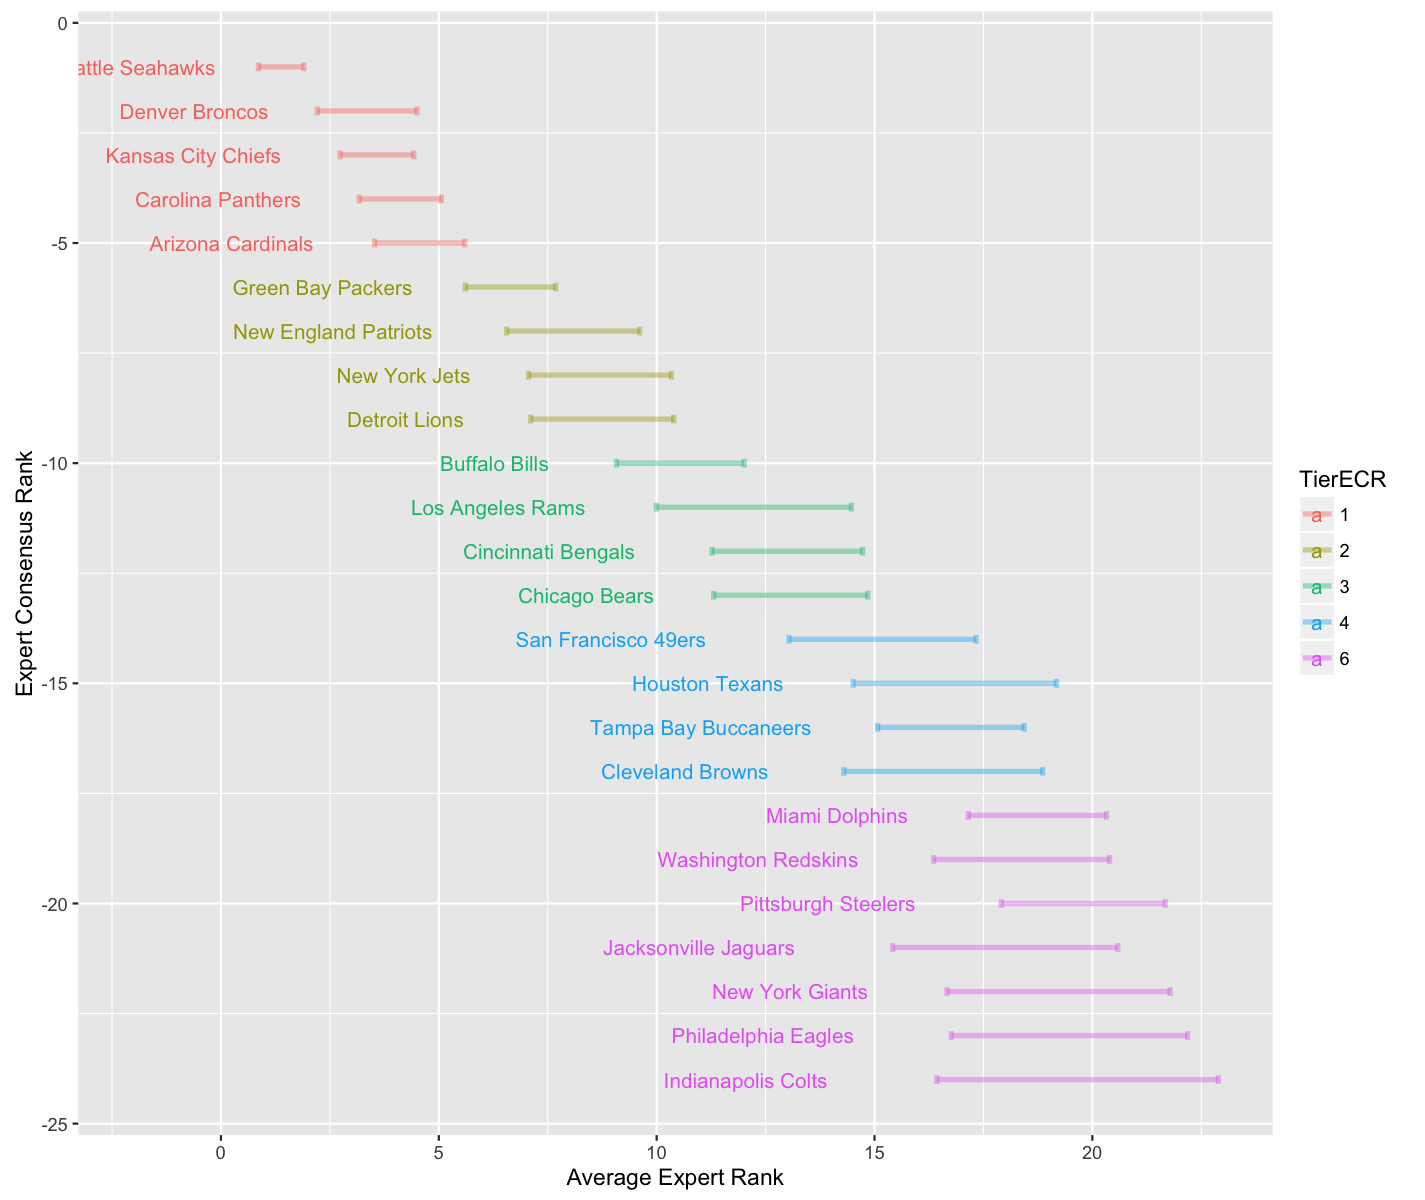 0
attle Seahawks
Denver Broncos
Kansas City Chiefs
Carolina Panthers
-5
Arizona Cardinals
Green Bay Packers
New England Patriots
New York Jets
Detroit Lions
-10
Buffalo Bills
Los Angeles Rams
Cincinnati Bengals
Chicago Bears
San Francisco 49ers
-15
Houston Texans
Tampa Bay Buccaneers
Cleveland Browns
Miami Dolphins
Washington Redskins
-20
Pittsburgh Steelers
Jacksonville Jaguars
New York Giants
Philadelphia Eagles
Indianapolis Colts
-25
Expert Consensus Rank
0 5 10 15 20
Average Expert Rank
TierECR
a 1
a 2
a 3
a 4
a 6